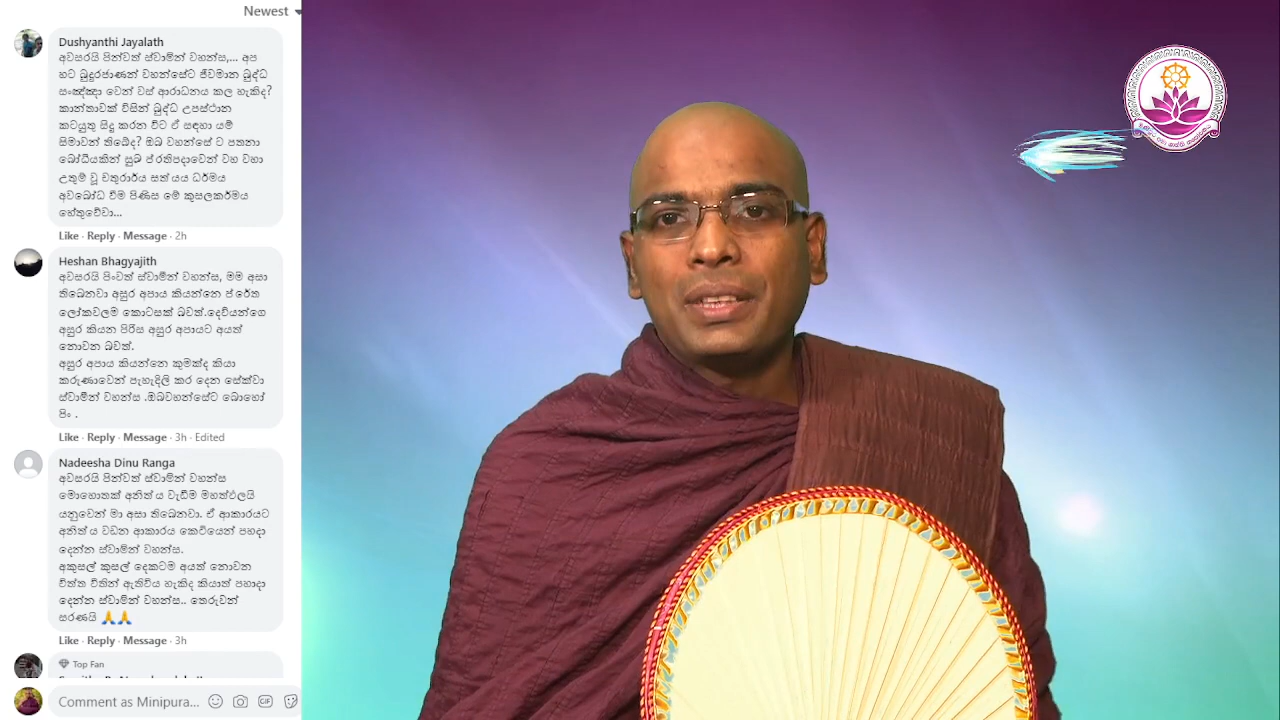 Newest
Dushyanthi Jayalath
අවසරයි පින්වත් ස්වාමින් වහන්ස,... අප
හට බුදුරජාණන් වහන්සේට ජීවමාන බුද්ධ
සංඥ්ඤා වෙන් වස් ආරාධනය කල හැකිද?
කාන්තාවක් විසින් බුද්ධ උපස්ථාන
කටයුතු සිදු කරන විට ඒ සඳහා යම්
සිමාවන් තිබේද? ඔබ වහන්සේ ට පතනා
බෝධියකින් සුඛ ප්‍රතිපදාවෙන් වහ වහා
උතුම් වූ චතුරාර්ය සත්‍යය ධර්මය
අවබෝධ වීම පිණිස මේ කුසලකර්මය
හේතුවේවා...
Like · Reply · Message · 2h
Heshan Bhagyajith
අවසරයි පිංවත් ස්වාමීන් වහන්ස, මම අසා
තිබෙනවා අසුර අපාය කියන්නෙ ප්‍රේත
ලෝකවලම කොටසක් බවත්.දෙවියන්ගෙ
අසුර කියන පිරිස අසුර අපායට අයත්
නොවන බවත්.
අසුර අපාය කියන්නෙ කුමක්ද කියා
කරුණාවෙන් පැහැදිලි කර දෙන සේක්වා
ස්වාමීන් වහන්ස .ඔබවහන්සේට බොහෝ
පිං .
Like · Reply · Message · 3h · Edited
Nadeesha Dinu Ranga
අවසරයි පින්වත් ස්වාමින් වහන්ස
මොහොතක් අනිත්‍ය වැඩීම මහත්ඵලයි
යනුවෙන් මා අසා තිබෙනවා. ඒ ආකාරයට
අනිත්‍ය වඩන ආකාරය කෙටියෙන් පහදා
දෙන්න ස්වාමින් වහන්ස.
අකුසල් කුසල් දෙකටම අයත් නොවන
චිත්ත වීතීන් ඇතිවිය හැකිද කියාත් පහාදා
දෙන්න ස්වාමින් වහන්ස.. තෙරුවන්
සරණයි 🙏🙏
Like · Reply · Message · 3h
Top Fan
Comment as Minipura...
GIF